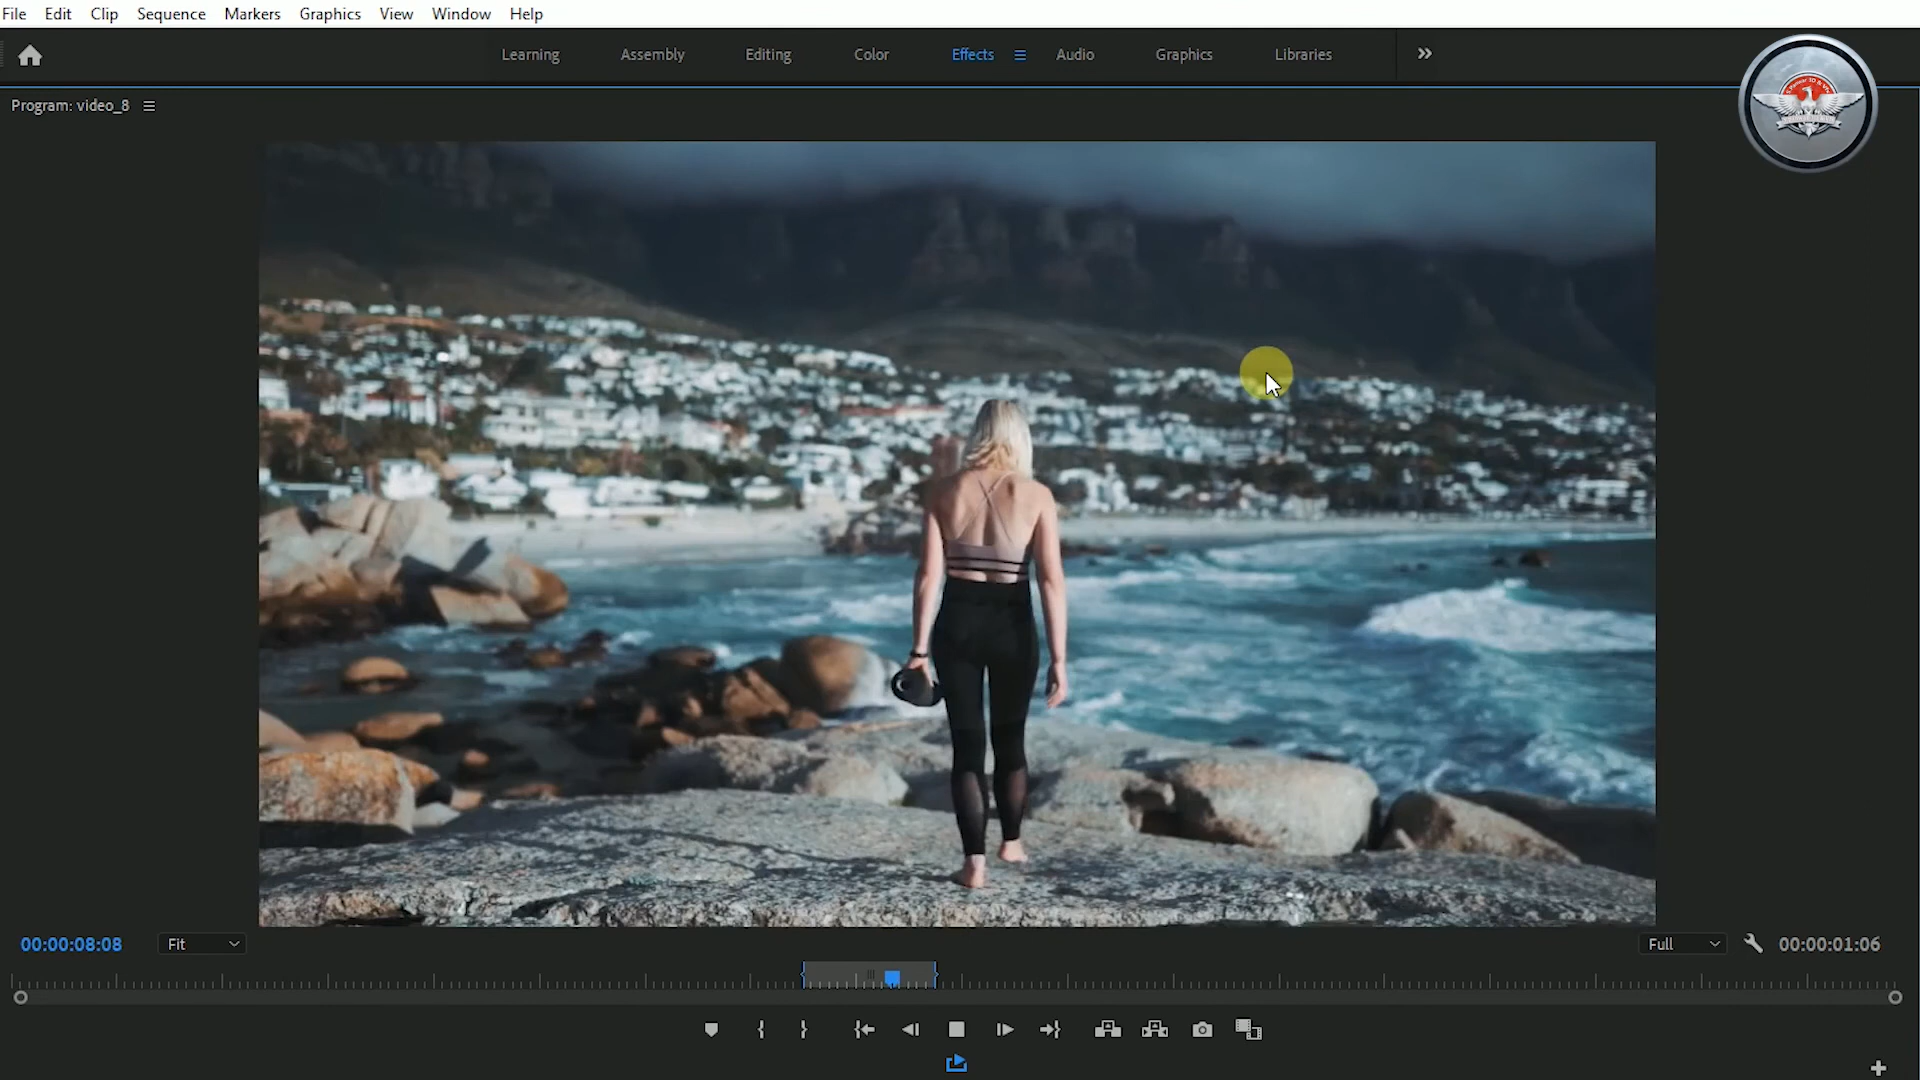 File Edit Clip Sequence Markers Graphics View Window Help
Learning Assembly Editing Color Effects Audio Graphics Libraries
Program: video_8
00:00:08:08 Fit Full 00:00:01:06